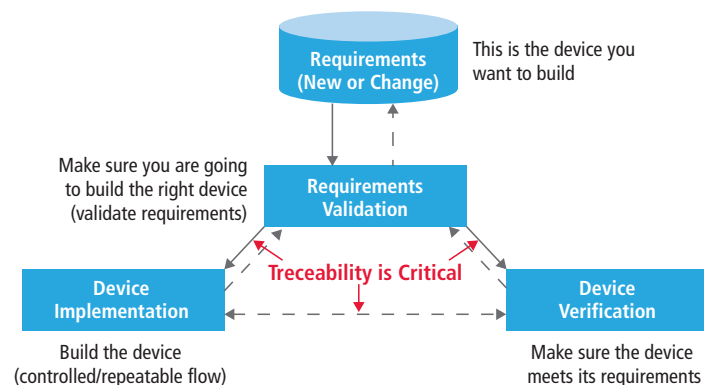 Requirements
(New or Change)
This is the device you
want to build
Make sure you are going
to build the right device
(validate requirements)
Requirements
Validation
Treceability is Critical
Device
Implementation
Device
Verification
Build the device
(controlled/repeatable flow)
Make sure the device
meets its requirements